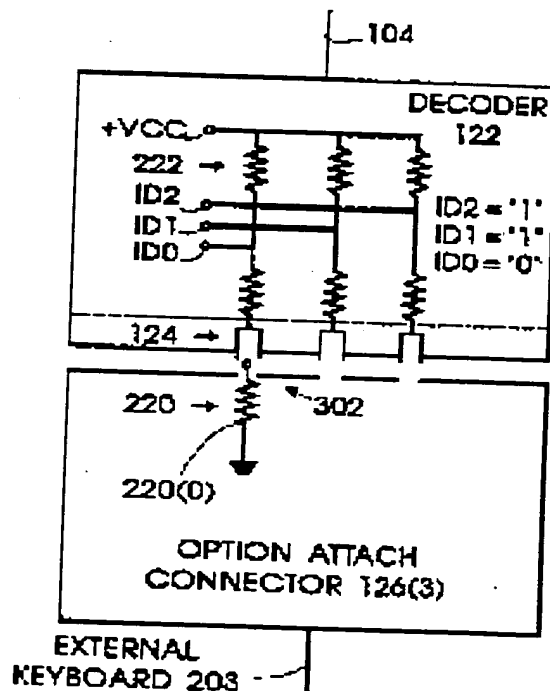 104
DECODER
122
+VCC
222
ID2
ID1
ID0
ID2="1"
ID1="1"
ID0="0"
124
220
302
220(0)
OPTION ATTACH
CONNECTOR 126(3)
EXTERNAL
KEYBOARD 203